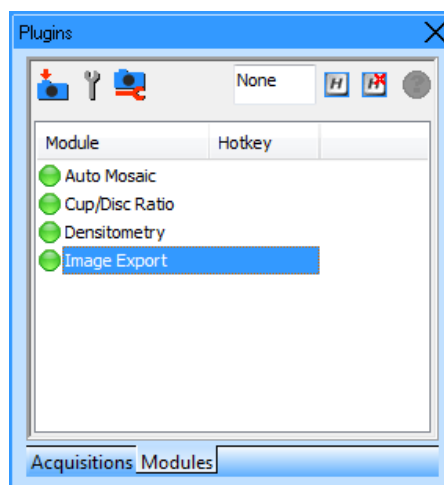 Plugins
None H H
Module Hotkey
Auto Mosaic
Cup/Disc Ratio
Densitometry
Image Export
Acquisitions Modules